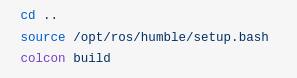 cd ..
source /opt/ros/humble/setup.bash
colcon build